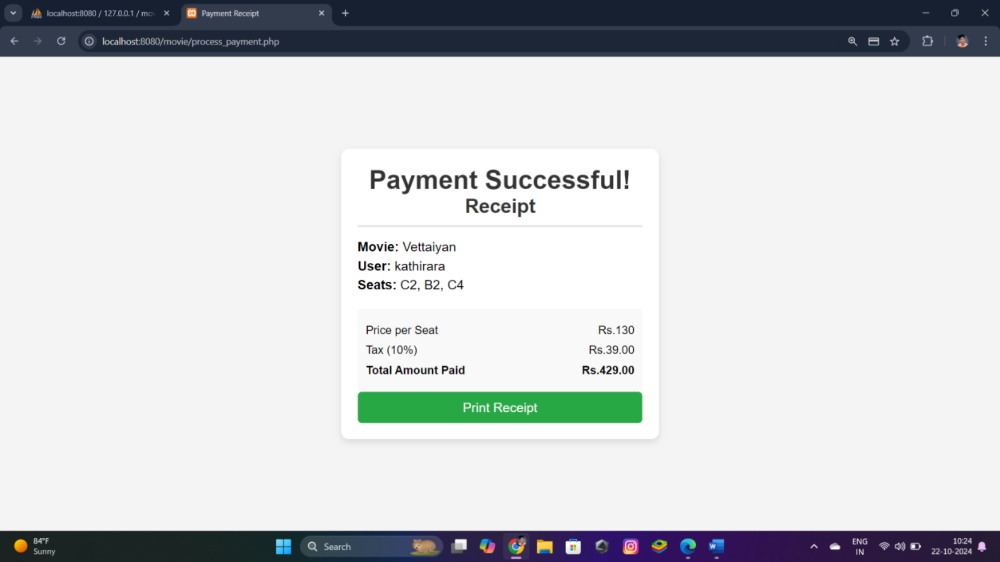 localhost:8080 / 127.0.0.1 / mov
Payment Receipt
localhost:8080/movie/process_payment.php
Payment Successful!
Receipt
Movie: Vettaiyan
User: kathirara
Seats: C2, B2, C4
Price per Seat Rs.130
Tax (10%) Rs.39.00
Total Amount Paid Rs.429.00
Print Receipt
84°F
Sunny
Search
ENG
IN
10:24
22-10-2024